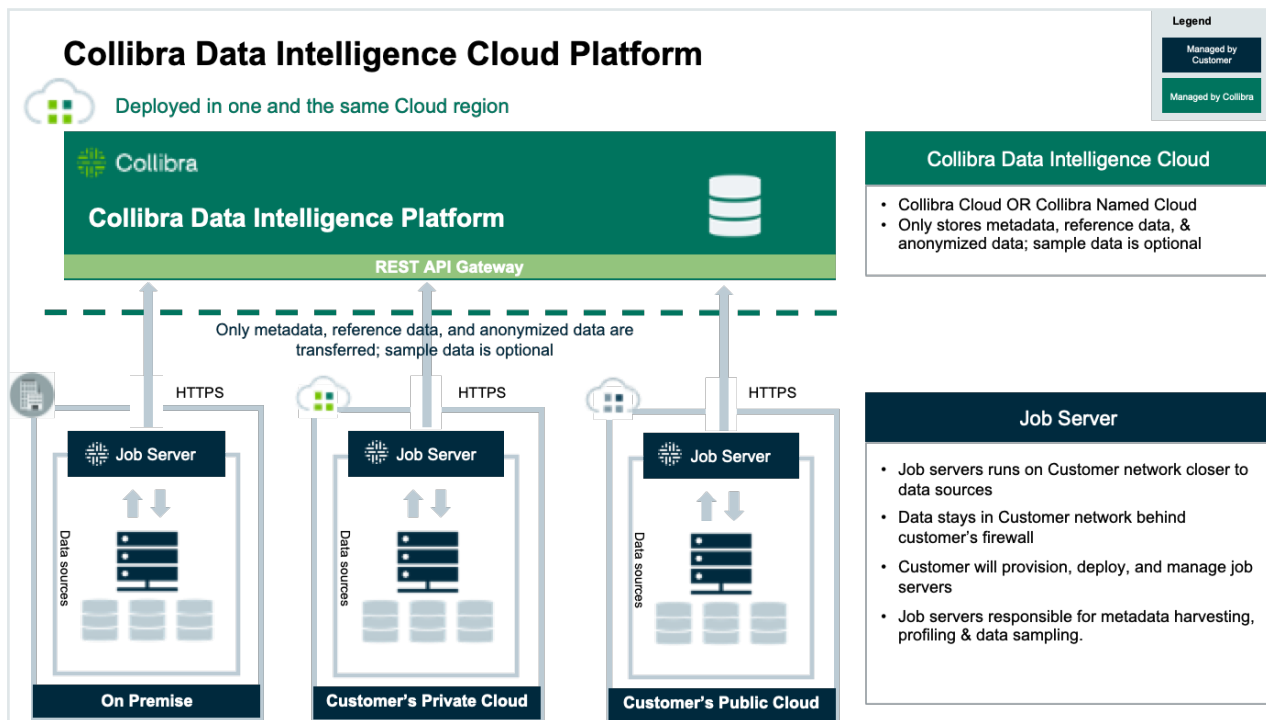 Legend
Managed by
Customer
Managed by Collibra
Collibra Data Intelligence Cloud Platform
Deployed in one and the same Cloud region
Collibra
Collibra Data Intelligence Platform
REST API Gateway
Only metadata, reference data, and anonymized data are
transferred; sample data is optional
HTTPS
HTTPS
HTTPS
Job Server
Data sources
On Premise
Job Server
Data sources
Customer's Private Cloud
Job Server
Data sources
Customer's Public Cloud
Collibra Data Intelligence Cloud
• Collibra Cloud OR Collibra Named Cloud
• Only stores metadata, reference data, &
anonymized data; sample data is optional
Job Server
• Job servers runs on Customer network closer to
data sources
• Data stays in Customer network behind
customer's firewall
• Customer will provision, deploy, and manage job
servers
• Job servers responsible for metadata harvesting,
profiling & data sampling.